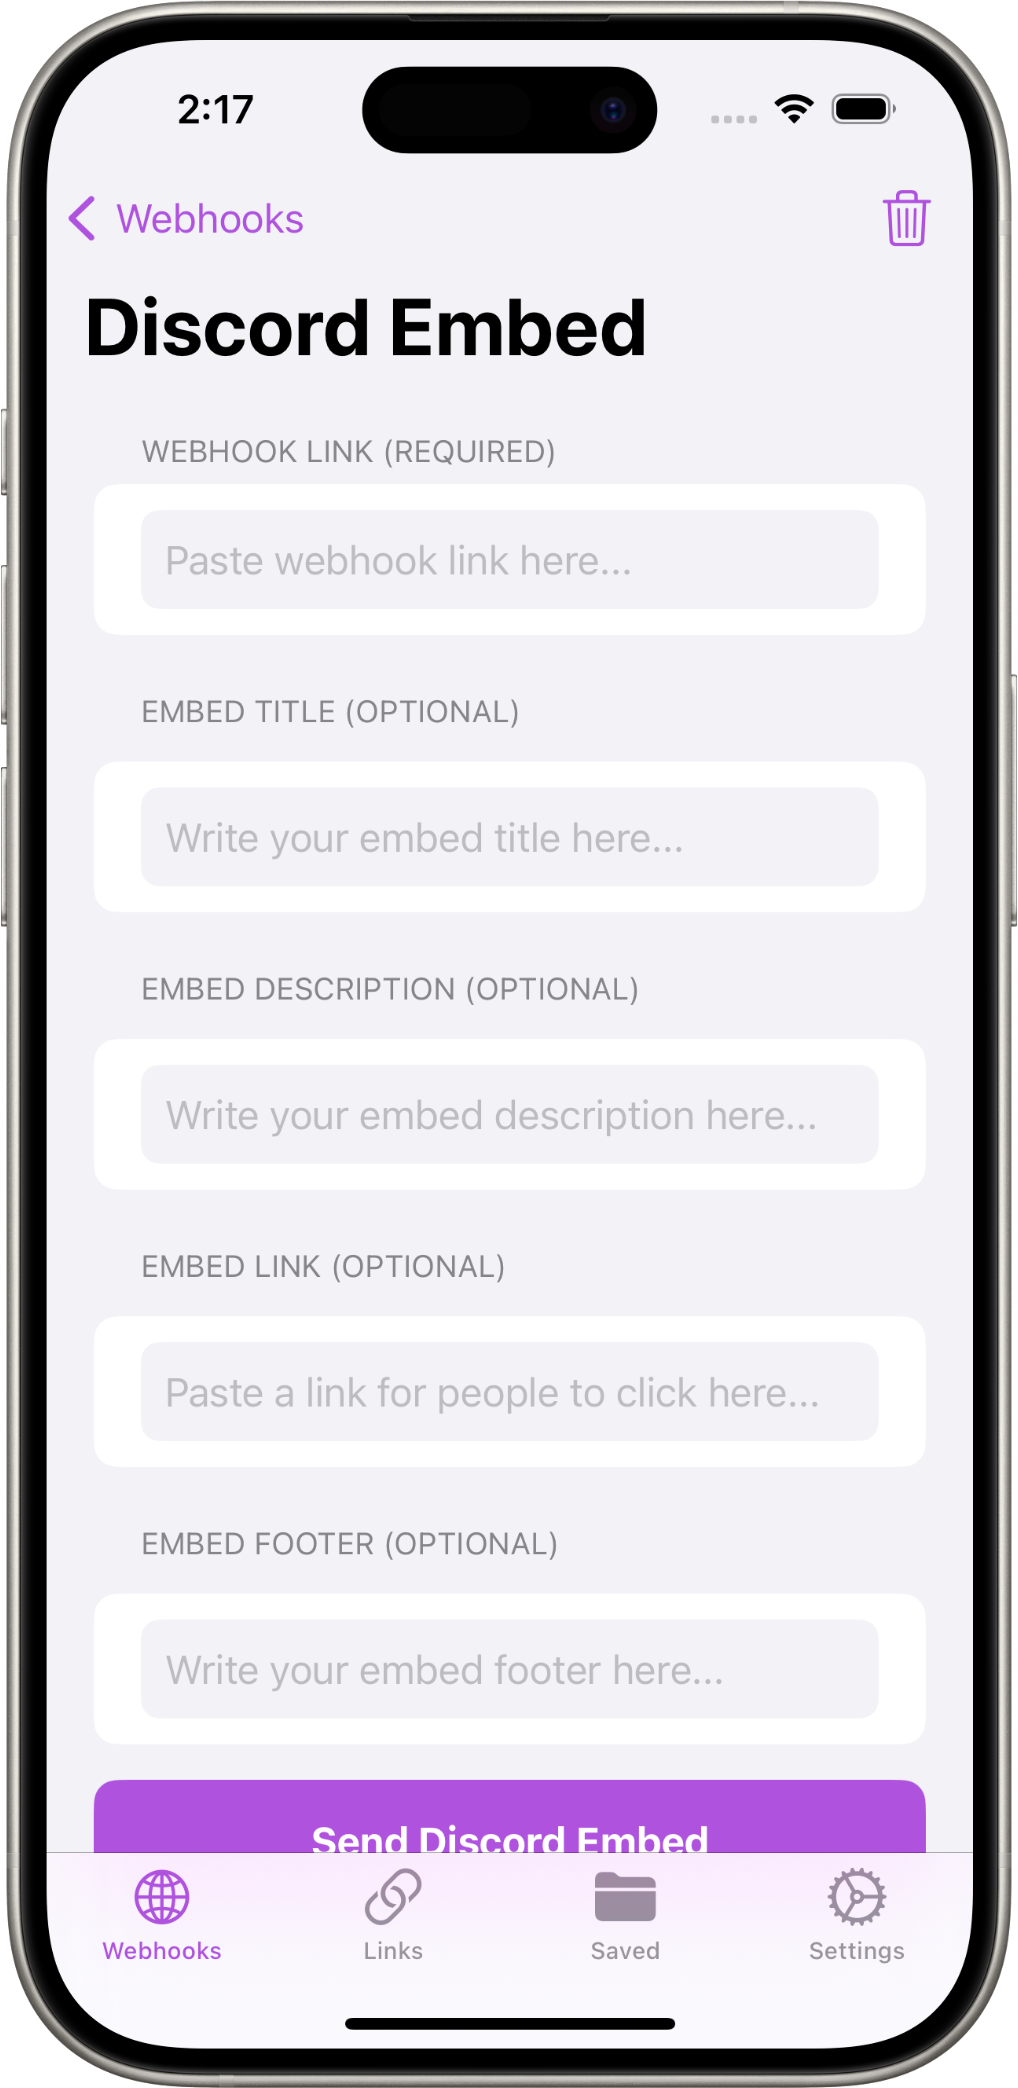 2:17
Webhooks
Discord Embed
WEBHOOK LINK (REQUIRED)
Paste webhook link here...
EMBED TITLE (OPTIONAL)
Write your embed title here...
EMBED DESCRIPTION (OPTIONAL)
Write your embed description here...
EMBED LINK (OPTIONAL)
Paste a link for people to click here...
EMBED FOOTER (OPTIONAL)
Write your embed footer here...
Send Discord Embed
Webhooks
Links
Saved
Settings